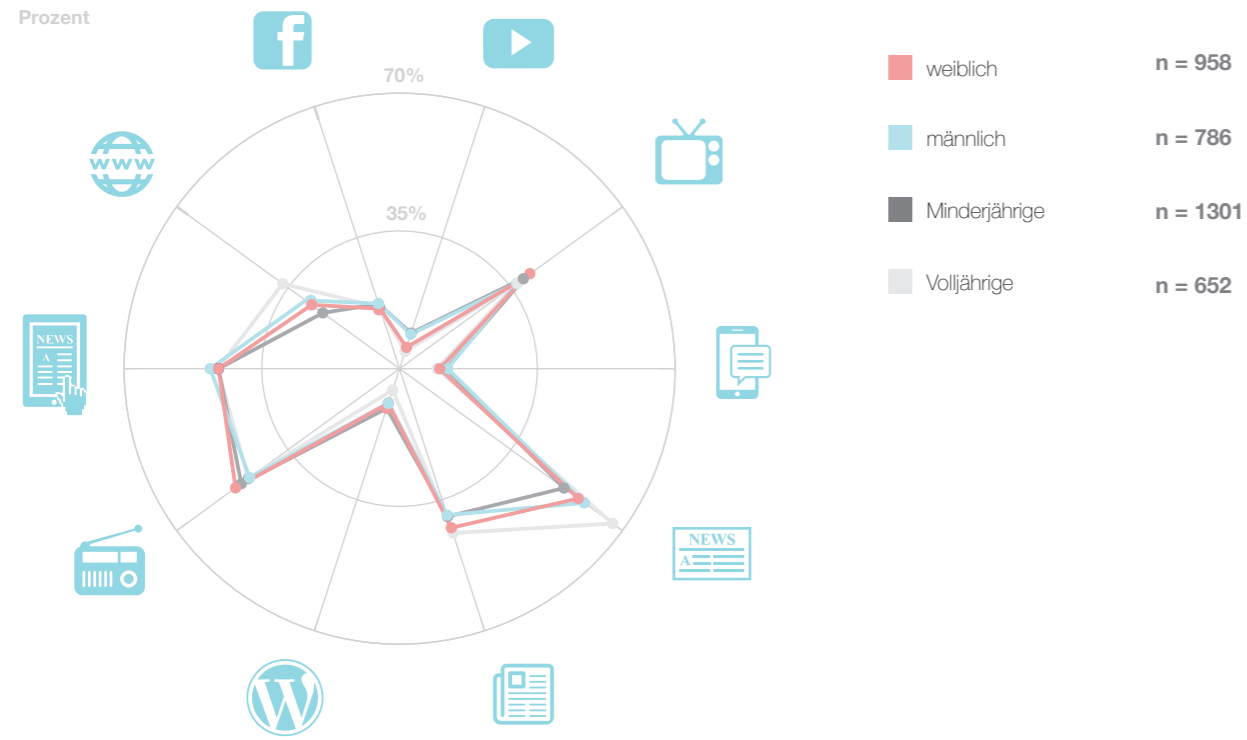 Prozent
70%
35%
www
NEWS
A
NEWS
A
weiblich n = 958
männlich n = 786
Minderjährige n = 1301
Volljährige n = 652